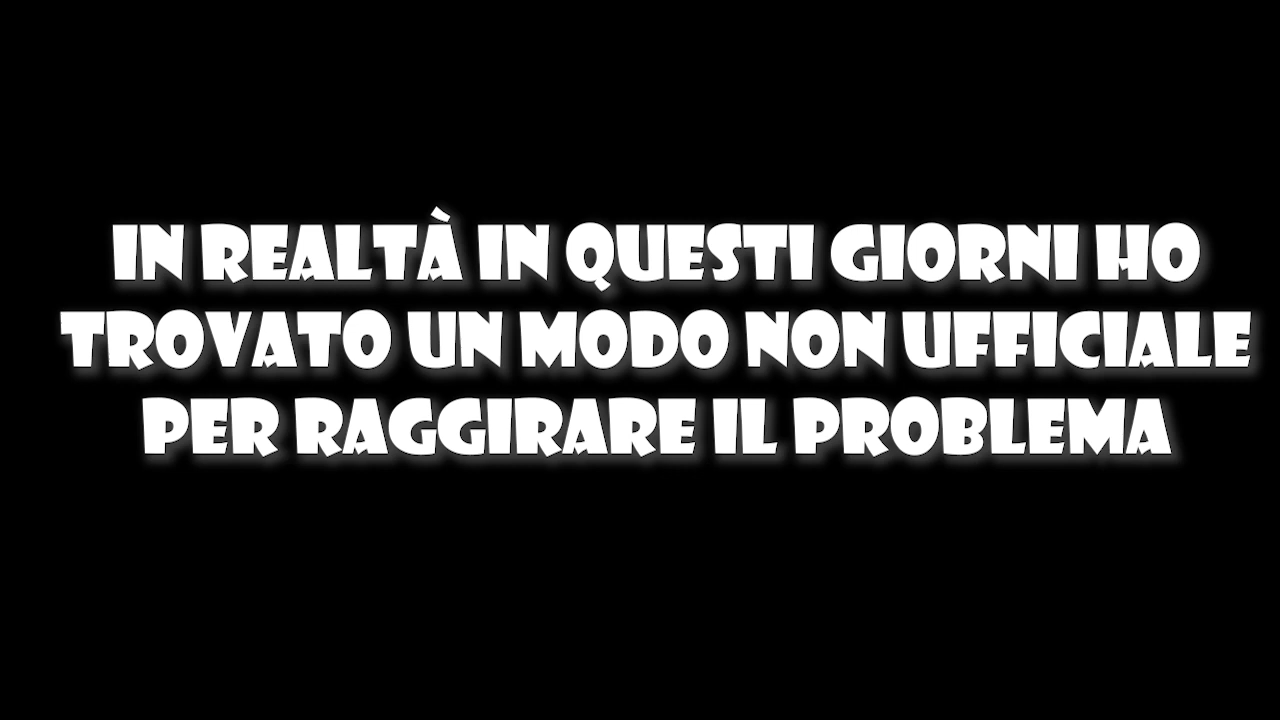 IN REALTÀ IN QUESTI GIORNI HO
TROVATO UN MODO NON UFFICIALE
PER RAGGIRARE IL PROBLEMA